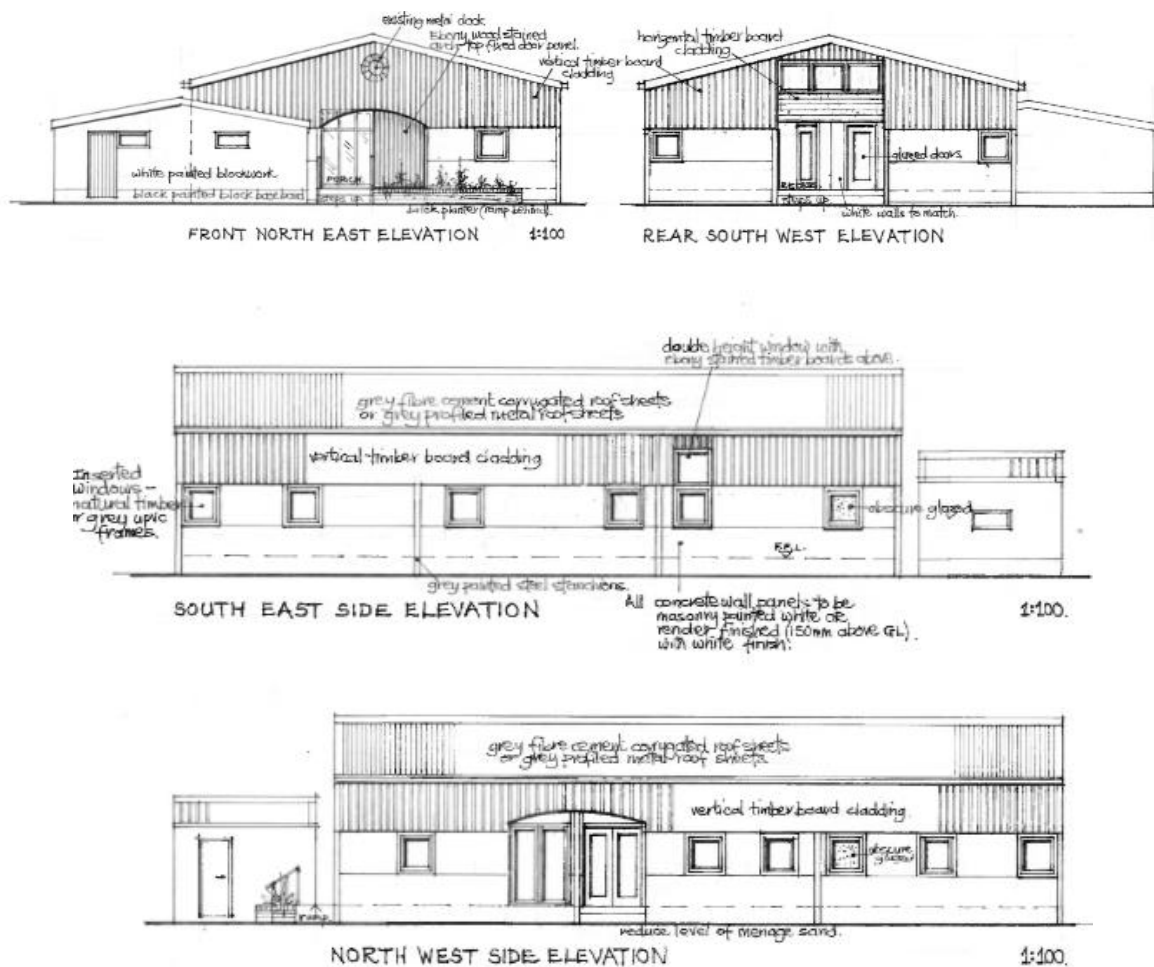 existing metal clock
Ebony wood stained
arch-top fixed door panel.
vertical timber board
cladding
white painted blockwork
black painted block base band
PORCH
steps up
brick planter (ramp behind).
FRONT NORTH EAST ELEVATION 1:100
horizontal timber board
cladding
glazed doors
steps up
white walls to match.
REAR SOUTH WEST ELEVATION
double height window with
ebony stained timber boards above.
grey fibre cement corrugated roof sheets
or grey profiled metal roof sheets
vertical timber board cladding
Inserted
windows -
natural timber
or grey upvc
frames.
obscure glazed
F.F.L.
grey painted steel stanchions.
SOUTH EAST SIDE ELEVATION
All concrete wall panels to be
masonry painted white or
render finished (150mm above GL).
with white finish.
1:100.
grey fibre cement corrugated roof sheets
or grey profiled metal roof sheets.
vertical timber board cladding
obscure
glazed
ramp
reduce level of menage sand.
NORTH WEST SIDE ELEVATION 1:100.